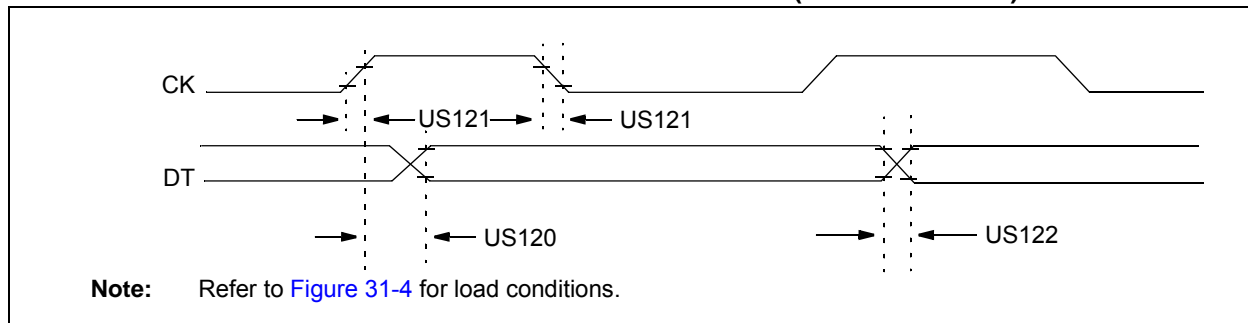 CK
US121 US121
DT
US120 US122
Note: Refer to Figure 31-4 for load conditions.